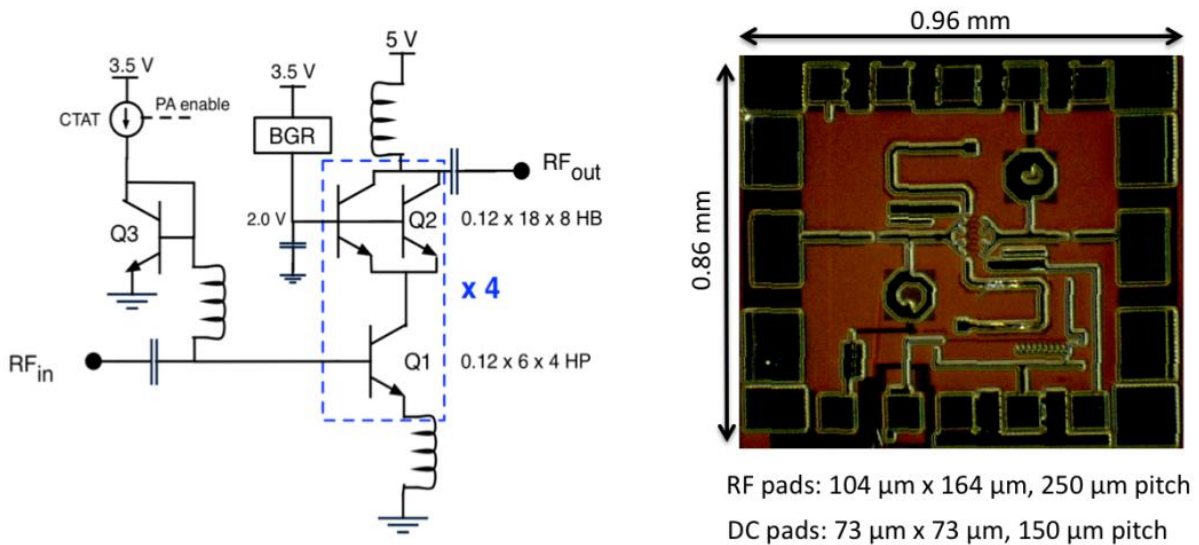 3.5 V
CTAT
PA enable
3.5 V
BGR
5 V
RFout
2.0 V
Q3
Q2
0.12 x 18 x 8 HB
x 4
RFin
Q1
0.12 x 6 x 4 HP
0.96 mm
0.86 mm
RF pads: 104 µm x 164 µm, 250 µm pitch
DC pads: 73 µm x 73 µm, 150 µm pitch